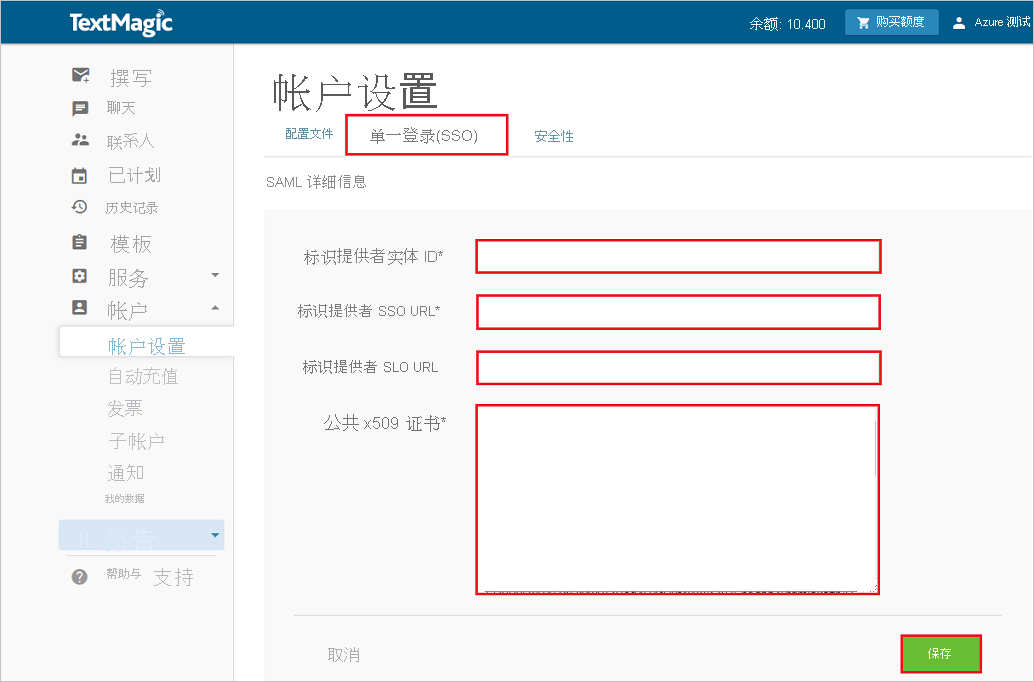 TextMagic
余额: 10.400
购买额度
Azure 测试
撰写
聊天
联系人
已计划
历史记录
模板
服务
帐户
帐户设置
自动充值
发票
子帐户
通知
我的数据
报告
帮助与 支持
帐户设置
配置文件
单一登录(SSO)
安全性
SAML 详细信息
标识提供者实体 ID*
标识提供者 SSO URL*
标识提供者 SLO URL
公共 x509 证书*
取消
保存